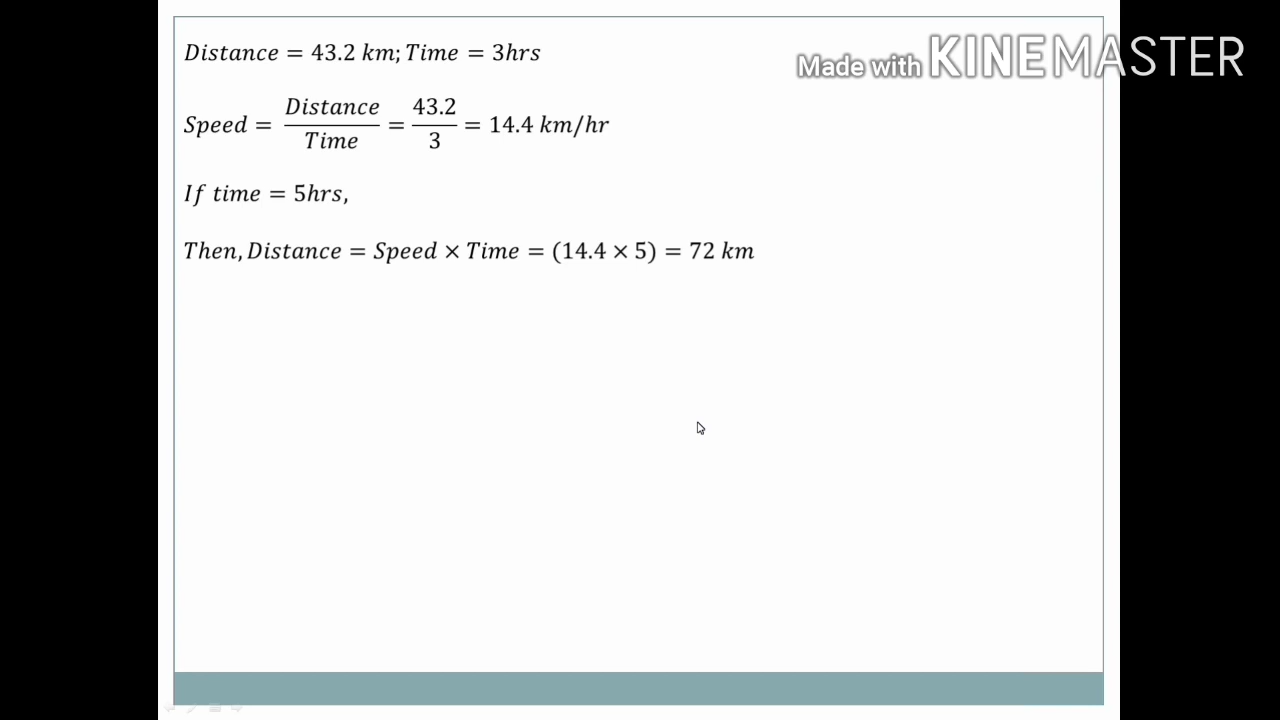 Distance = 43.2 km; Time = 3hrs
Made with KINEMASTER
Speed = Distance/Time = 43.2/3 = 14.4 km/hr
If time = 5hrs,
Then, Distance = Speed × Time = (14.4 × 5) = 72 km